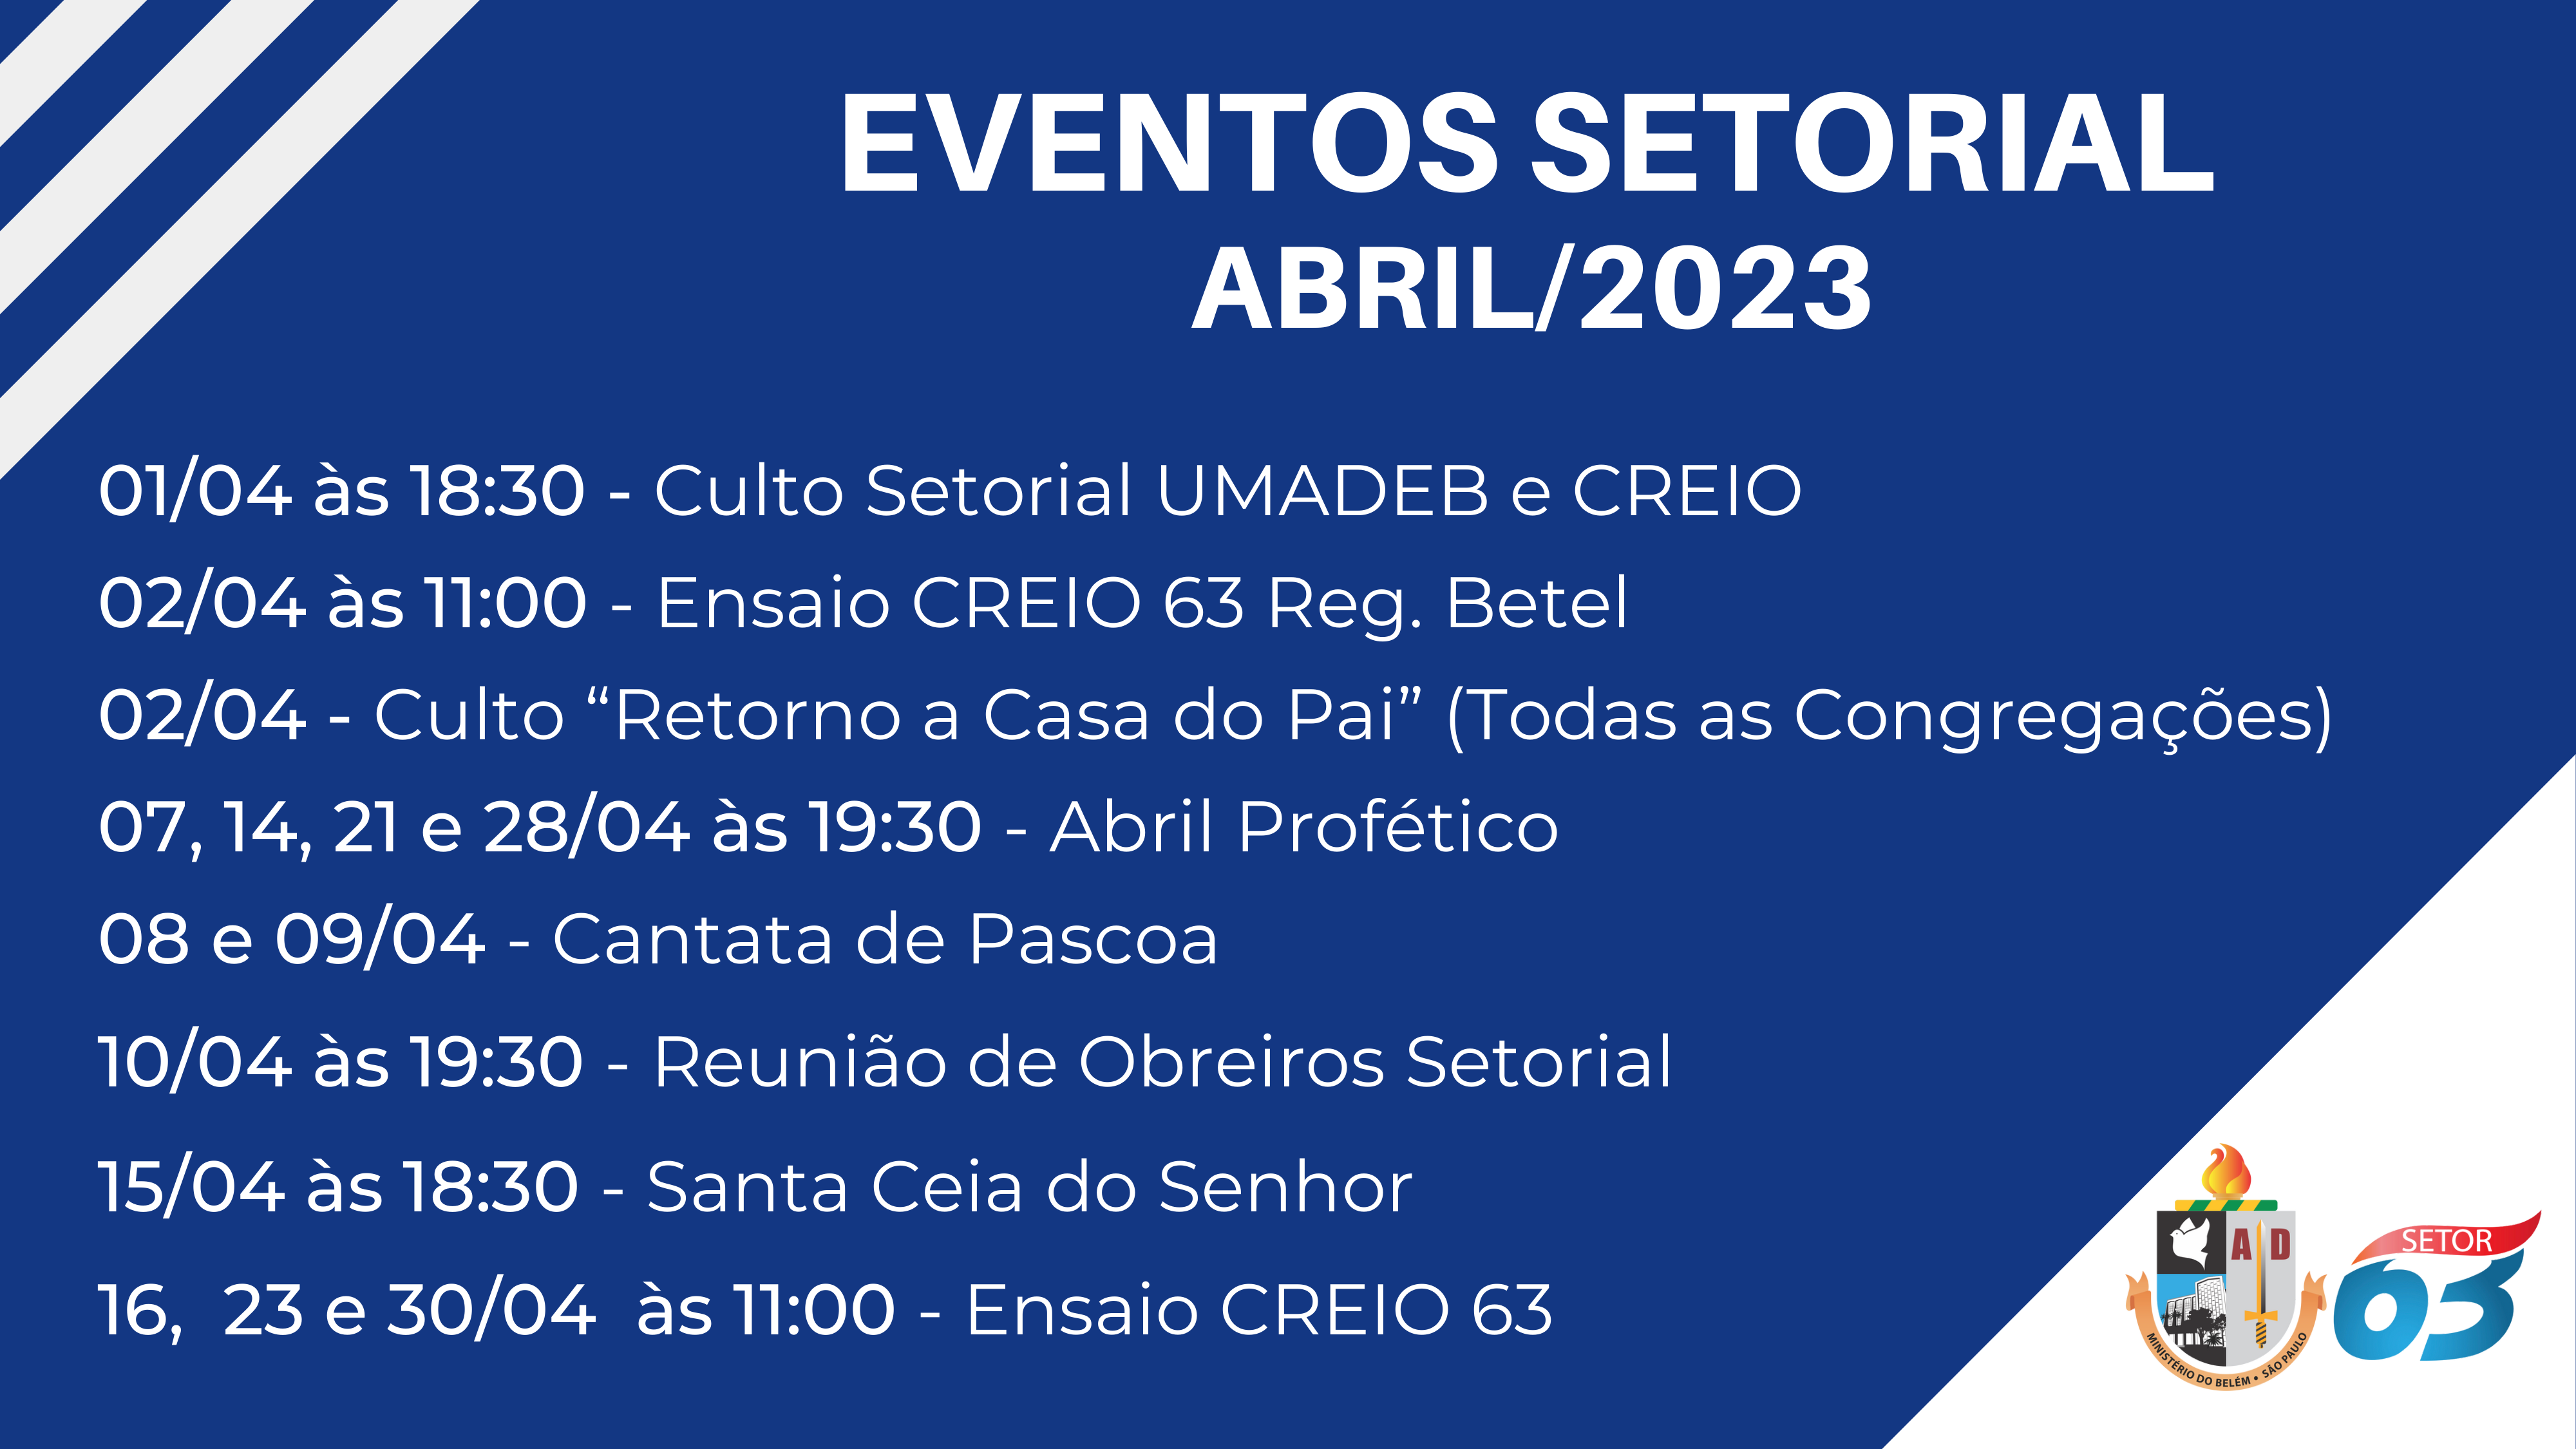 EVENTOS SETORIAL
ABRIL/2023
01/04 às 18:30 - Culto Setorial UMADEB e CREIO
02/04 às 11:00 - Ensaio CREIO 63 Reg. Betel
02/04 - Culto “Retorno a Casa do Pai” (Todas as Congregações)
07, 14, 21 e 28/04 às 19:30 - Abril Profético
08 e 09/04 - Cantata de Pascoa
10/04 às 19:30 - Reunião de Obreiros Setorial
15/04 às 18:30 - Santa Ceia do Senhor
16,  23 e 30/04  às 11:00 - Ensaio CREIO 63
A D
MINISTÉRIO DO BELÉM • SÃO PAULO
SETOR
03